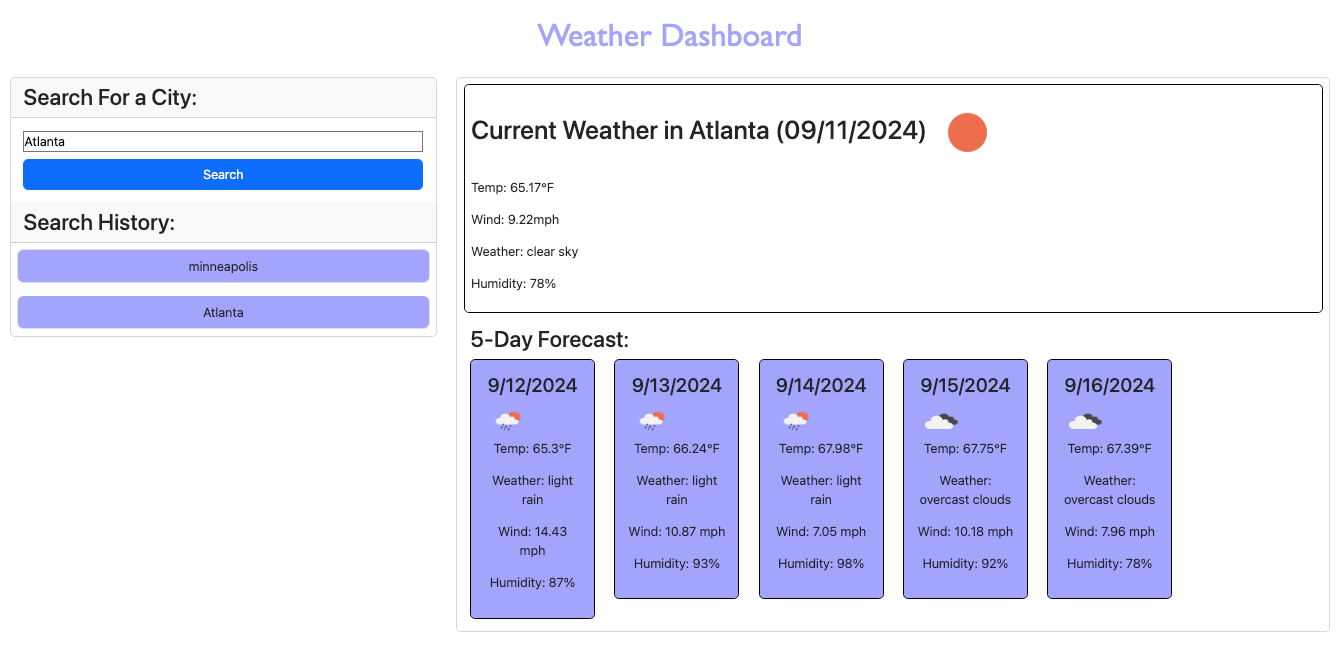 Weather Dashboard
Search For a City:
Atlanta
Search
Search History:
minneapolis
Atlanta
Current Weather in Atlanta (09/11/2024)
Temp: 65.17°F
Wind: 9.22mph
Weather: clear sky
Humidity: 78%
5-Day Forecast:
9/12/2024
Temp: 65.3°F
Weather: light
rain
Wind: 14.43
mph
Humidity: 87%
9/13/2024
Temp: 66.24°F
Weather: light
rain
Wind: 10.87 mph
Humidity: 93%
9/14/2024
Temp: 67.98°F
Weather: light
rain
Wind: 7.05 mph
Humidity: 98%
9/15/2024
Temp: 67.75°F
Weather:
overcast clouds
Wind: 10.18 mph
Humidity: 92%
9/16/2024
Temp: 67.39°F
Weather:
overcast clouds
Wind: 7.96 mph
Humidity: 78%